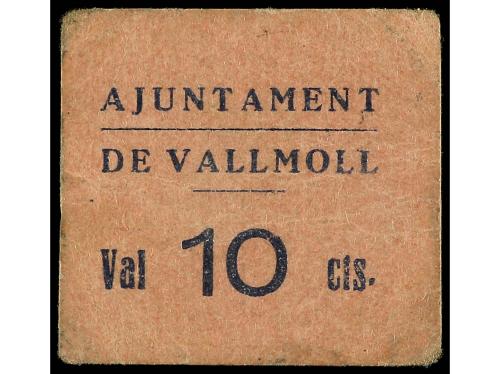 AJUNTAMENT
DE VALLMOLL
Val 10 cts.